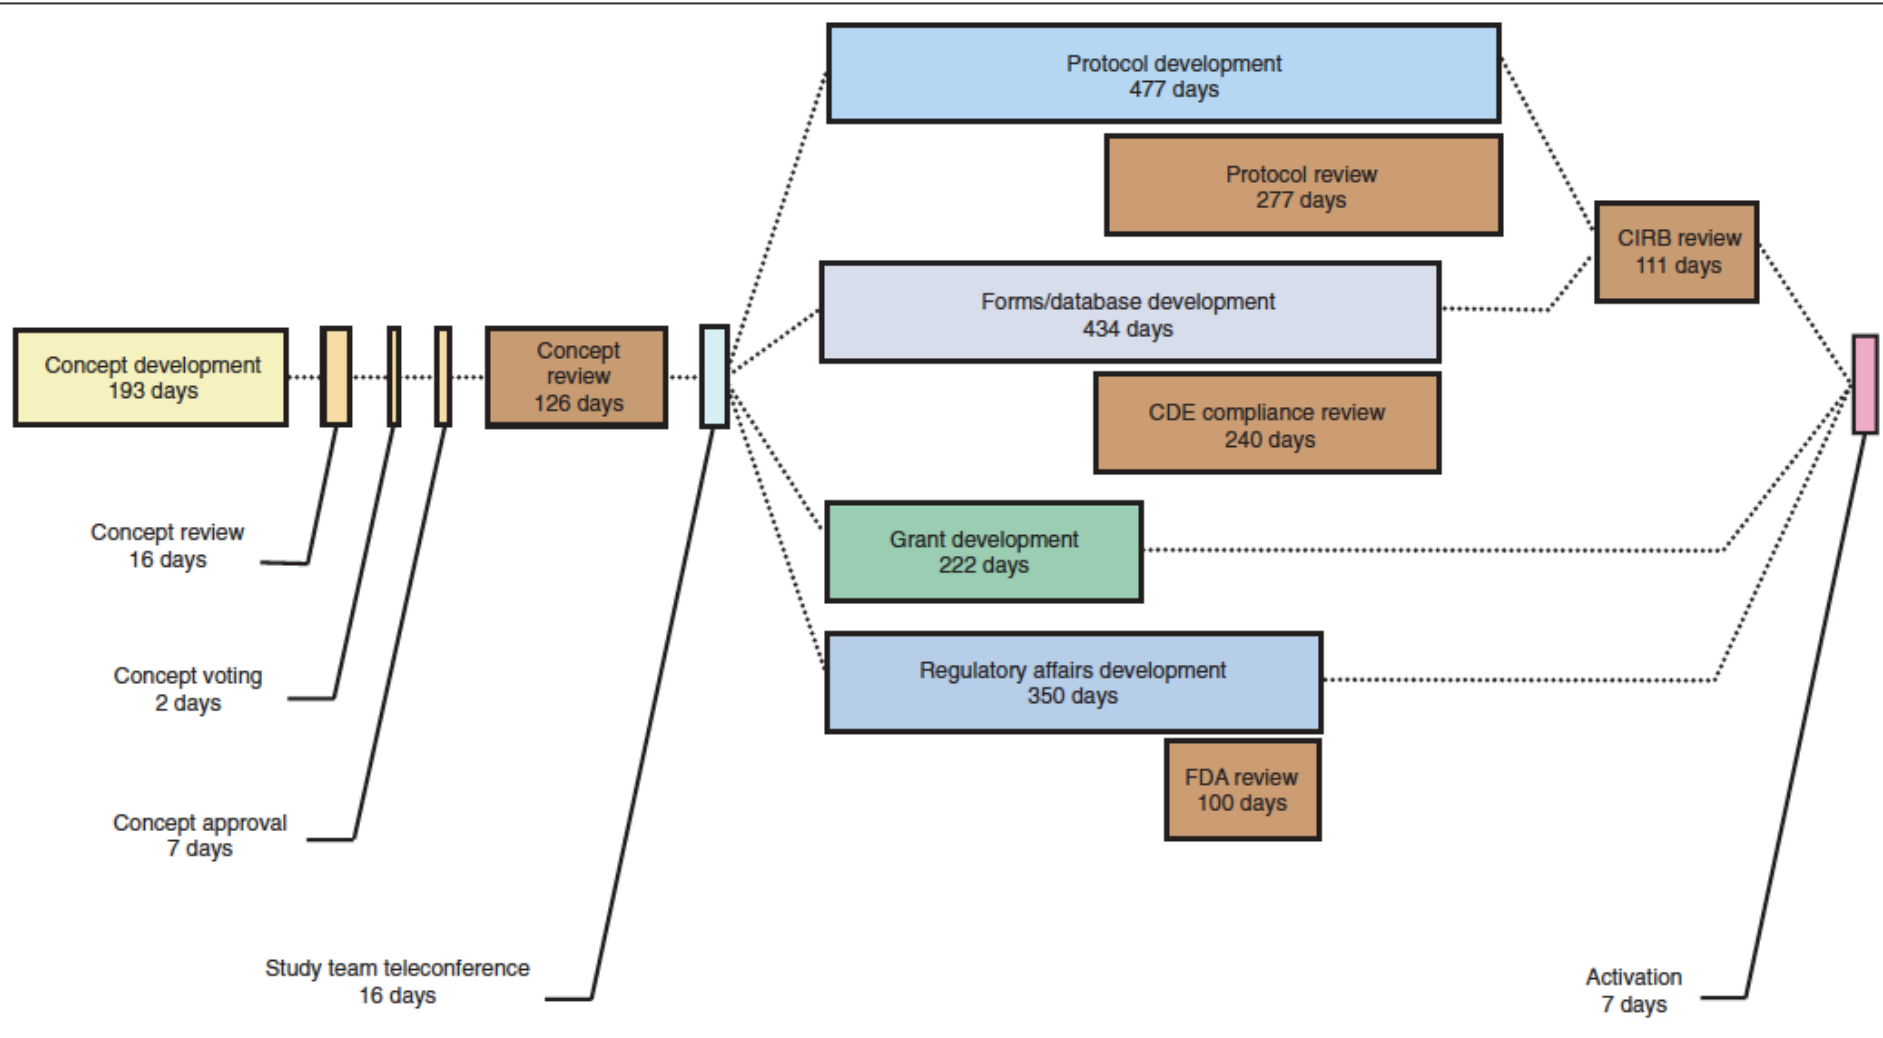 Protocol development
477 days
Protocol review
277 days
CIRB review
111 days
Forms/database development
434 days
Concept development
193 days
Concept
review
126 days
CDE compliance review
240 days
Concept review
16 days
Grant development
222 days
Concept voting
2 days
Regulatory affairs development
350 days
Concept approval
7 days
FDA review
100 days
Study team teleconference
16 days
Activation
7 days